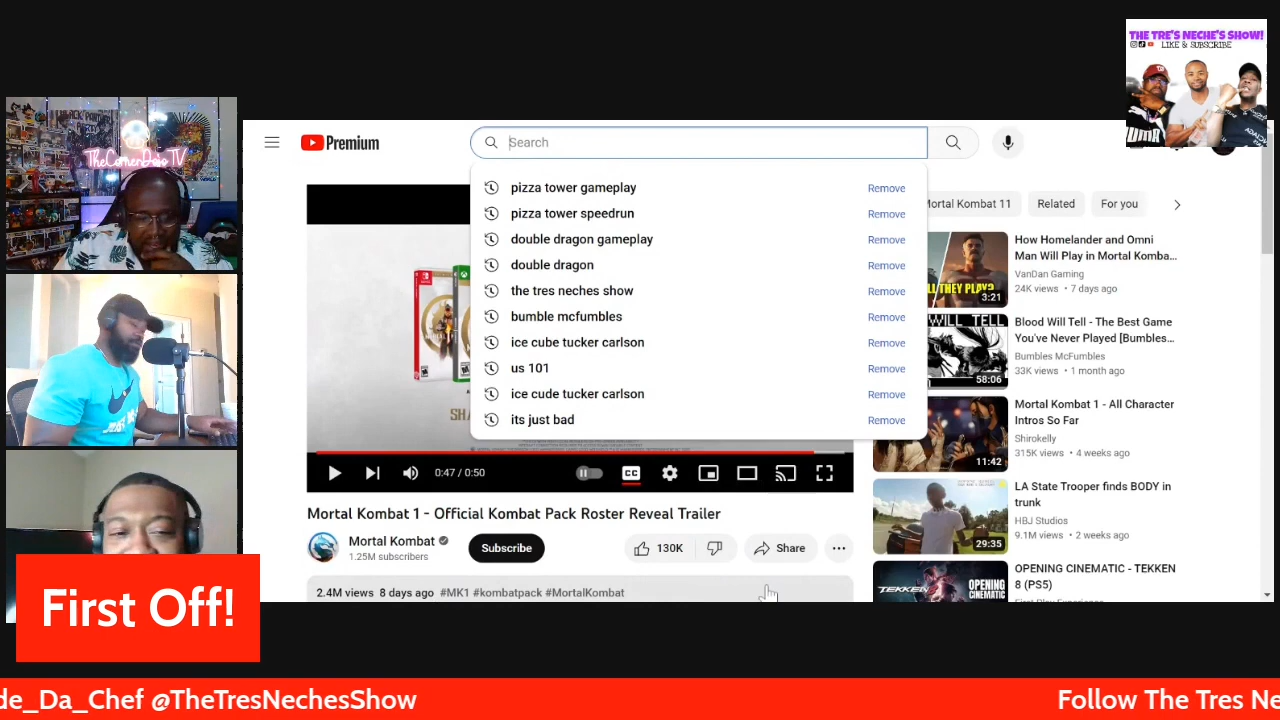 THE TRE'S NECHE'S SHOW!
LIKE & SUBSCRIBE
TheCornerDojo TV
Premium
Search
pizza tower gameplay Remove
pizza tower speedrun Remove
double dragon gameplay Remove
double dragon Remove
the tres neches show Remove
bumble mcfumbles Remove
ice cube tucker carlson Remove
us 101 Remove
ice cude tucker carlson Remove
its just bad Remove
0:47 / 0:50
CC
Mortal Kombat 1 - Official Kombat Pack Roster Reveal Trailer
Mortal Kombat
1.25M subscribers
Subscribe
130K
Share
2.4M views 8 days ago #MK1 #kombatpack #MortalKombat
Mortal Kombat 11
Related
For you
How Homelander and Omni
Man Will Play in Mortal Komba...
VanDan Gaming
24K views • 7 days ago
3:21
Blood Will Tell - The Best Game
You've Never Played [Bumbles...
Bumbles McFumbles
33K views • 1 month ago
WILL TELL
58:06
Mortal Kombat 1 - All Character
Intros So Far
Shirokelly
315K views • 4 weeks ago
11:42
LA State Trooper finds BODY in
trunk
HBJ Studios
9.1M views • 2 weeks ago
29:35
OPENING CINEMATIC - TEKKEN
8 (PS5)
TEKKEN
OPENING
CINEMATIC
First Off!
de_Da_Chef @TheTresNechesShow
Follow The Tres Ne